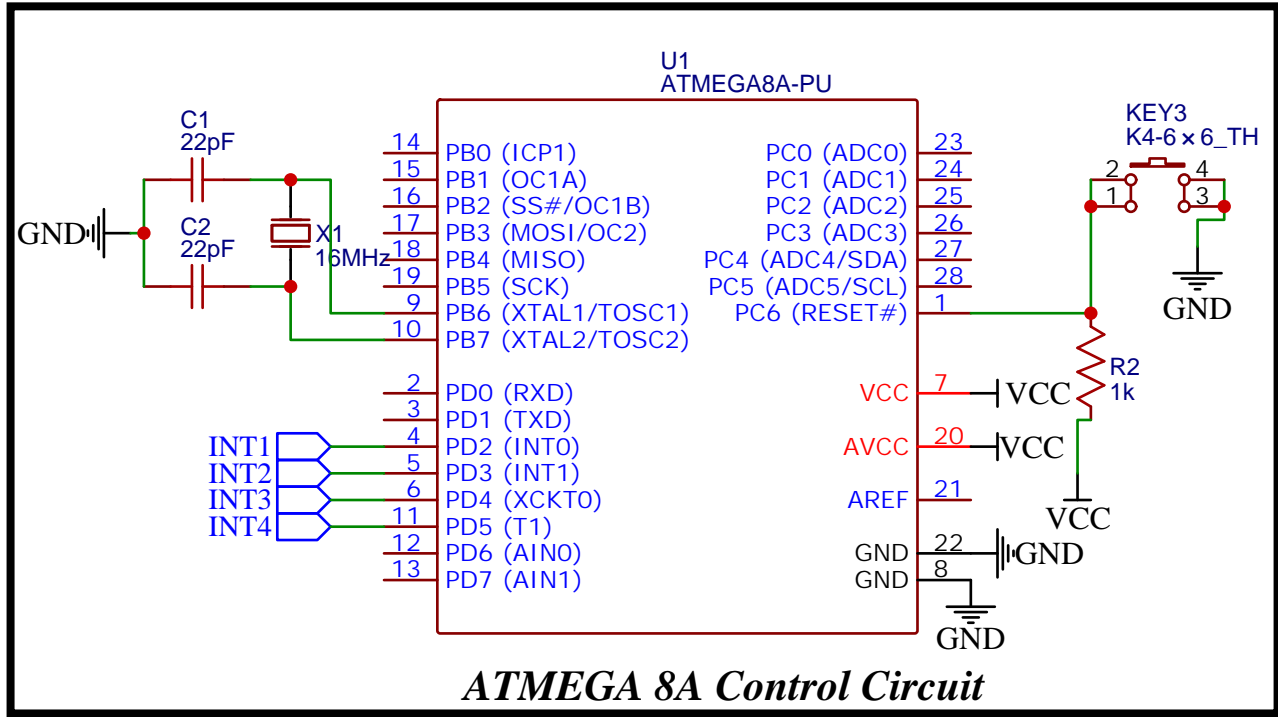 U1
ATMEGA8A-PU
C1
22pF
GND
C2
22pF
X1
16MHz
14 PB0 (ICP1)
15 PB1 (OC1A)
16 PB2 (SS#/OC1B)
17 PB3 (MOSI/OC2)
18 PB4 (MISO)
19 PB5 (SCK)
9 PB6 (XTAL1/TOSC1)
10 PB7 (XTAL2/TOSC2)
2 PD0 (RXD)
3 PD1 (TXD)
INT1 4 PD2 (INT0)
INT2 5 PD3 (INT1)
INT3 6 PD4 (XCKT0)
INT4 11 PD5 (T1)
12 PD6 (AIN0)
13 PD7 (AIN1)
PC0 (ADC0) 23
PC1 (ADC1) 24
PC2 (ADC2) 25
PC3 (ADC3) 26
PC4 (ADC4/SDA) 27
PC5 (ADC5/SCL) 28
PC6 (RESET#) 1
VCC 7 VCC
AVCC 20 VCC
AREF 21
GND 22 GND
GND 8
GND
KEY3
K4-6×6_TH
2 4
1 3
GND
R2
1k
VCC
ATMEGA 8A Control Circuit